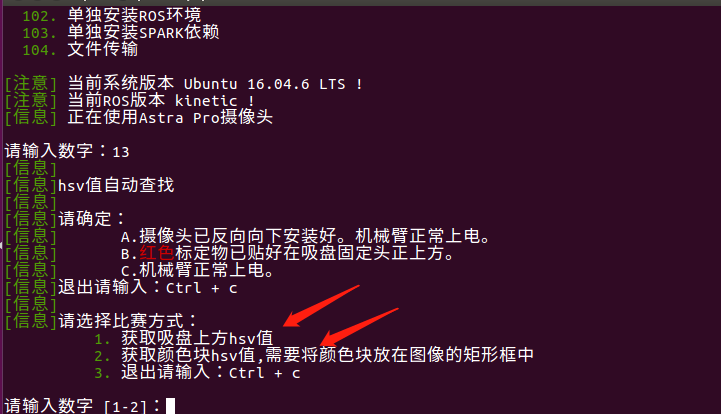 102. 单独安装ROS环境
103. 单独安装SPARK依赖
104. 文件传输
[注意] 当前系统版本 Ubuntu 16.04.6 LTS !
[注意] 当前ROS版本 kinetic !
[信息] 正在使用Astra Pro摄像头
请输入数字：13
[信息]
[信息]hsv值自动查找
[信息]
[信息]请确定：
A.摄像头已反向向下安装好。机械臂正常上电。
B.红色标定物已贴好在吸盘固定头正上方。
C.机械臂正常上电。
[信息]退出请输入：Ctrl + c
[信息]
[信息]请选择比赛方式：
1. 获取吸盘上方hsv值
2. 获取颜色块hsv值,需要将颜色块放在图像的矩形框中
3. 退出请输入：Ctrl + c
请输入数字 [1-2]：